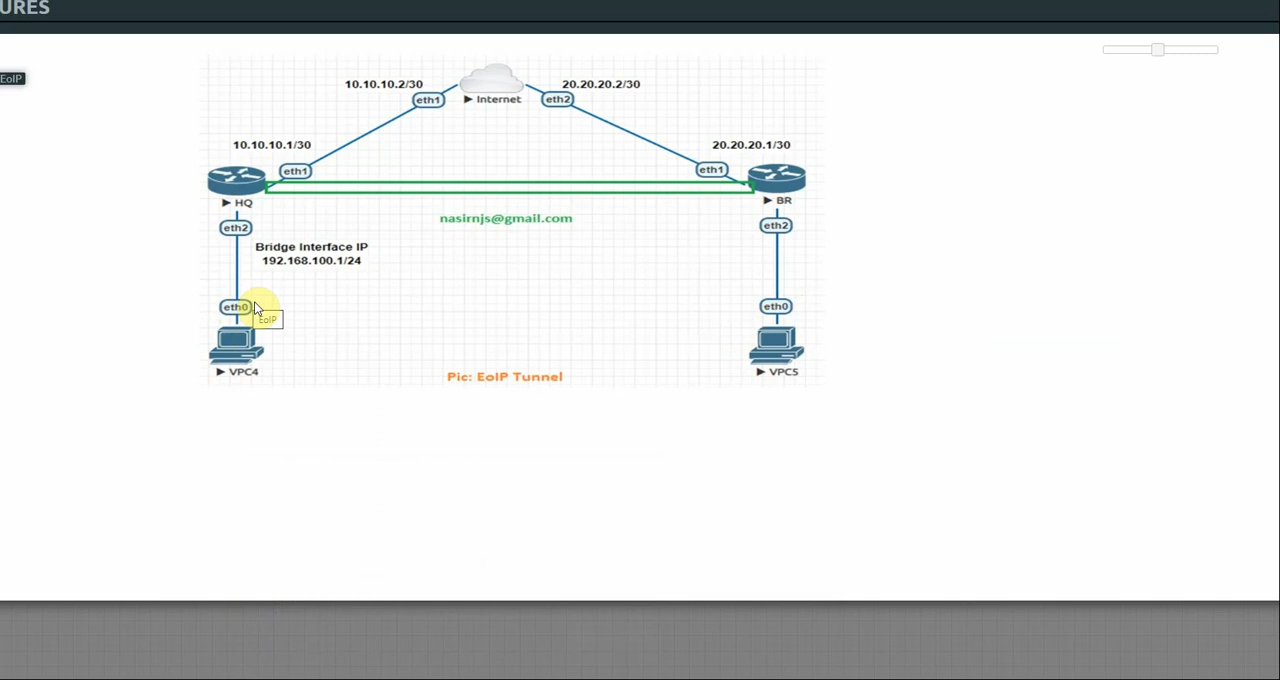 URES
EoIP
10.10.10.2/30
20.20.20.2/30
eth1
Internet
eth2
10.10.10.1/30
20.20.20.1/30
eth1
eth1
HQ
BR
nasirnjs@gmail.com
eth2
eth2
Bridge Interface IP
192.168.100.1/24
eth0
eth0
EoIP
VPC4
VPC5
Pic: EoIP Tunnel